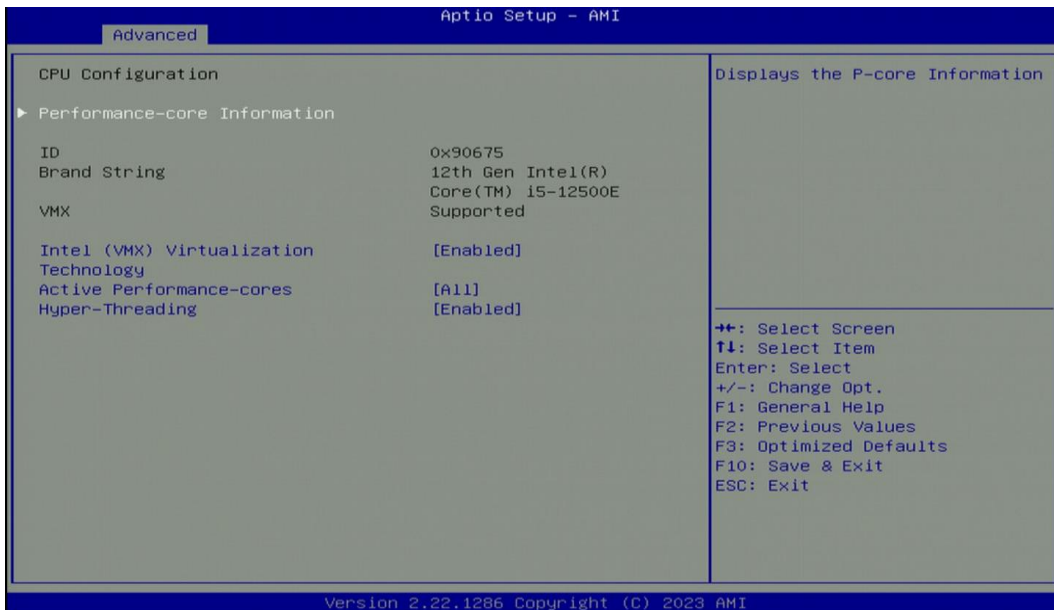 Aptio Setup – AMI
Advanced
CPU Configuration
Performance-core Information
ID 0x90675
Brand String 12th Gen Intel(R)
Core(TM) i5-12500E
VMX Supported
Intel (VMX) Virtualization [Enabled]
Technology
Active Performance-cores [All]
Hyper-Threading [Enabled]
Displays the P-core Information
→←: Select Screen
↑↓: Select Item
Enter: Select
+/-: Change Opt.
F1: General Help
F2: Previous Values
F3: Optimized Defaults
F10: Save & Exit
ESC: Exit
Version 2.22.1286 Copyright (C) 2023 AMI